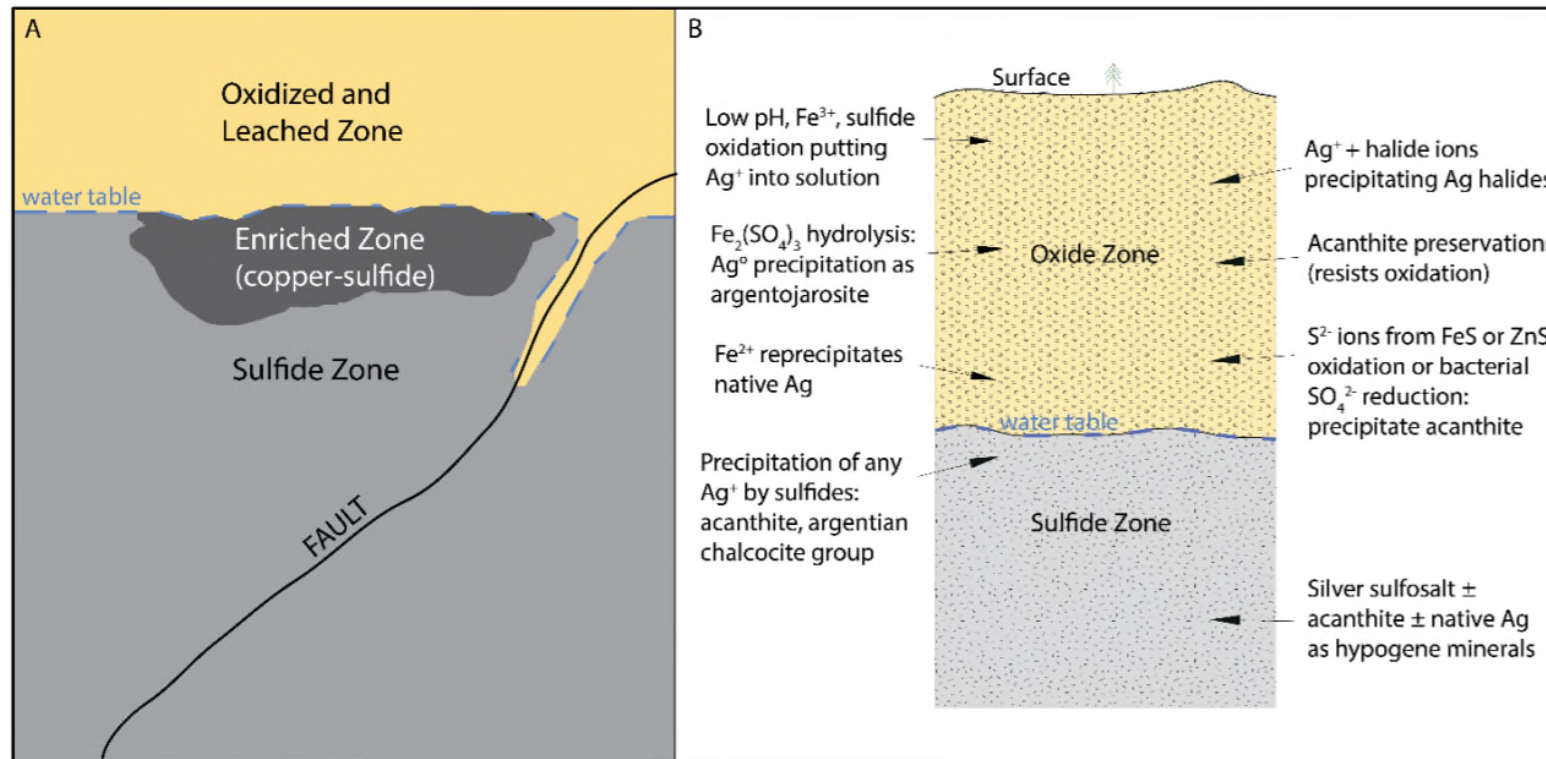 A
Oxidized and
Leached Zone
water table
Enriched Zone
(copper-sulfide)
Sulfide Zone
FAULT
B
Surface
Low pH, Fe³⁺, sulfide
oxidation putting
Ag⁺ into solution
Fe₂(SO₄)₃ hydrolysis:
Ag° precipitation as
argentojarosite
Fe²⁺ reprecipitates
native Ag
Precipitation of any
Ag⁺ by sulfides:
acanthite, argentian
chalcocite group
Oxide Zone
water table
Sulfide Zone
Ag⁺ + halide ions
precipitating Ag halides
Acanthite preservations
(resists oxidation)
S²⁻ ions from FeS or ZnS
oxidation or bacterial
SO₄²⁻ reduction:
precipitate acanthite
Silver sulfosalt ±
acanthite ± native Ag
as hypogene minerals